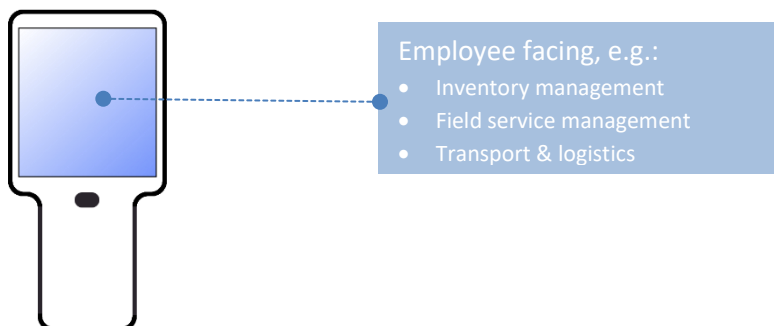 Employee facing, e.g.:
• Inventory management
• Field service management
• Transport & logistics